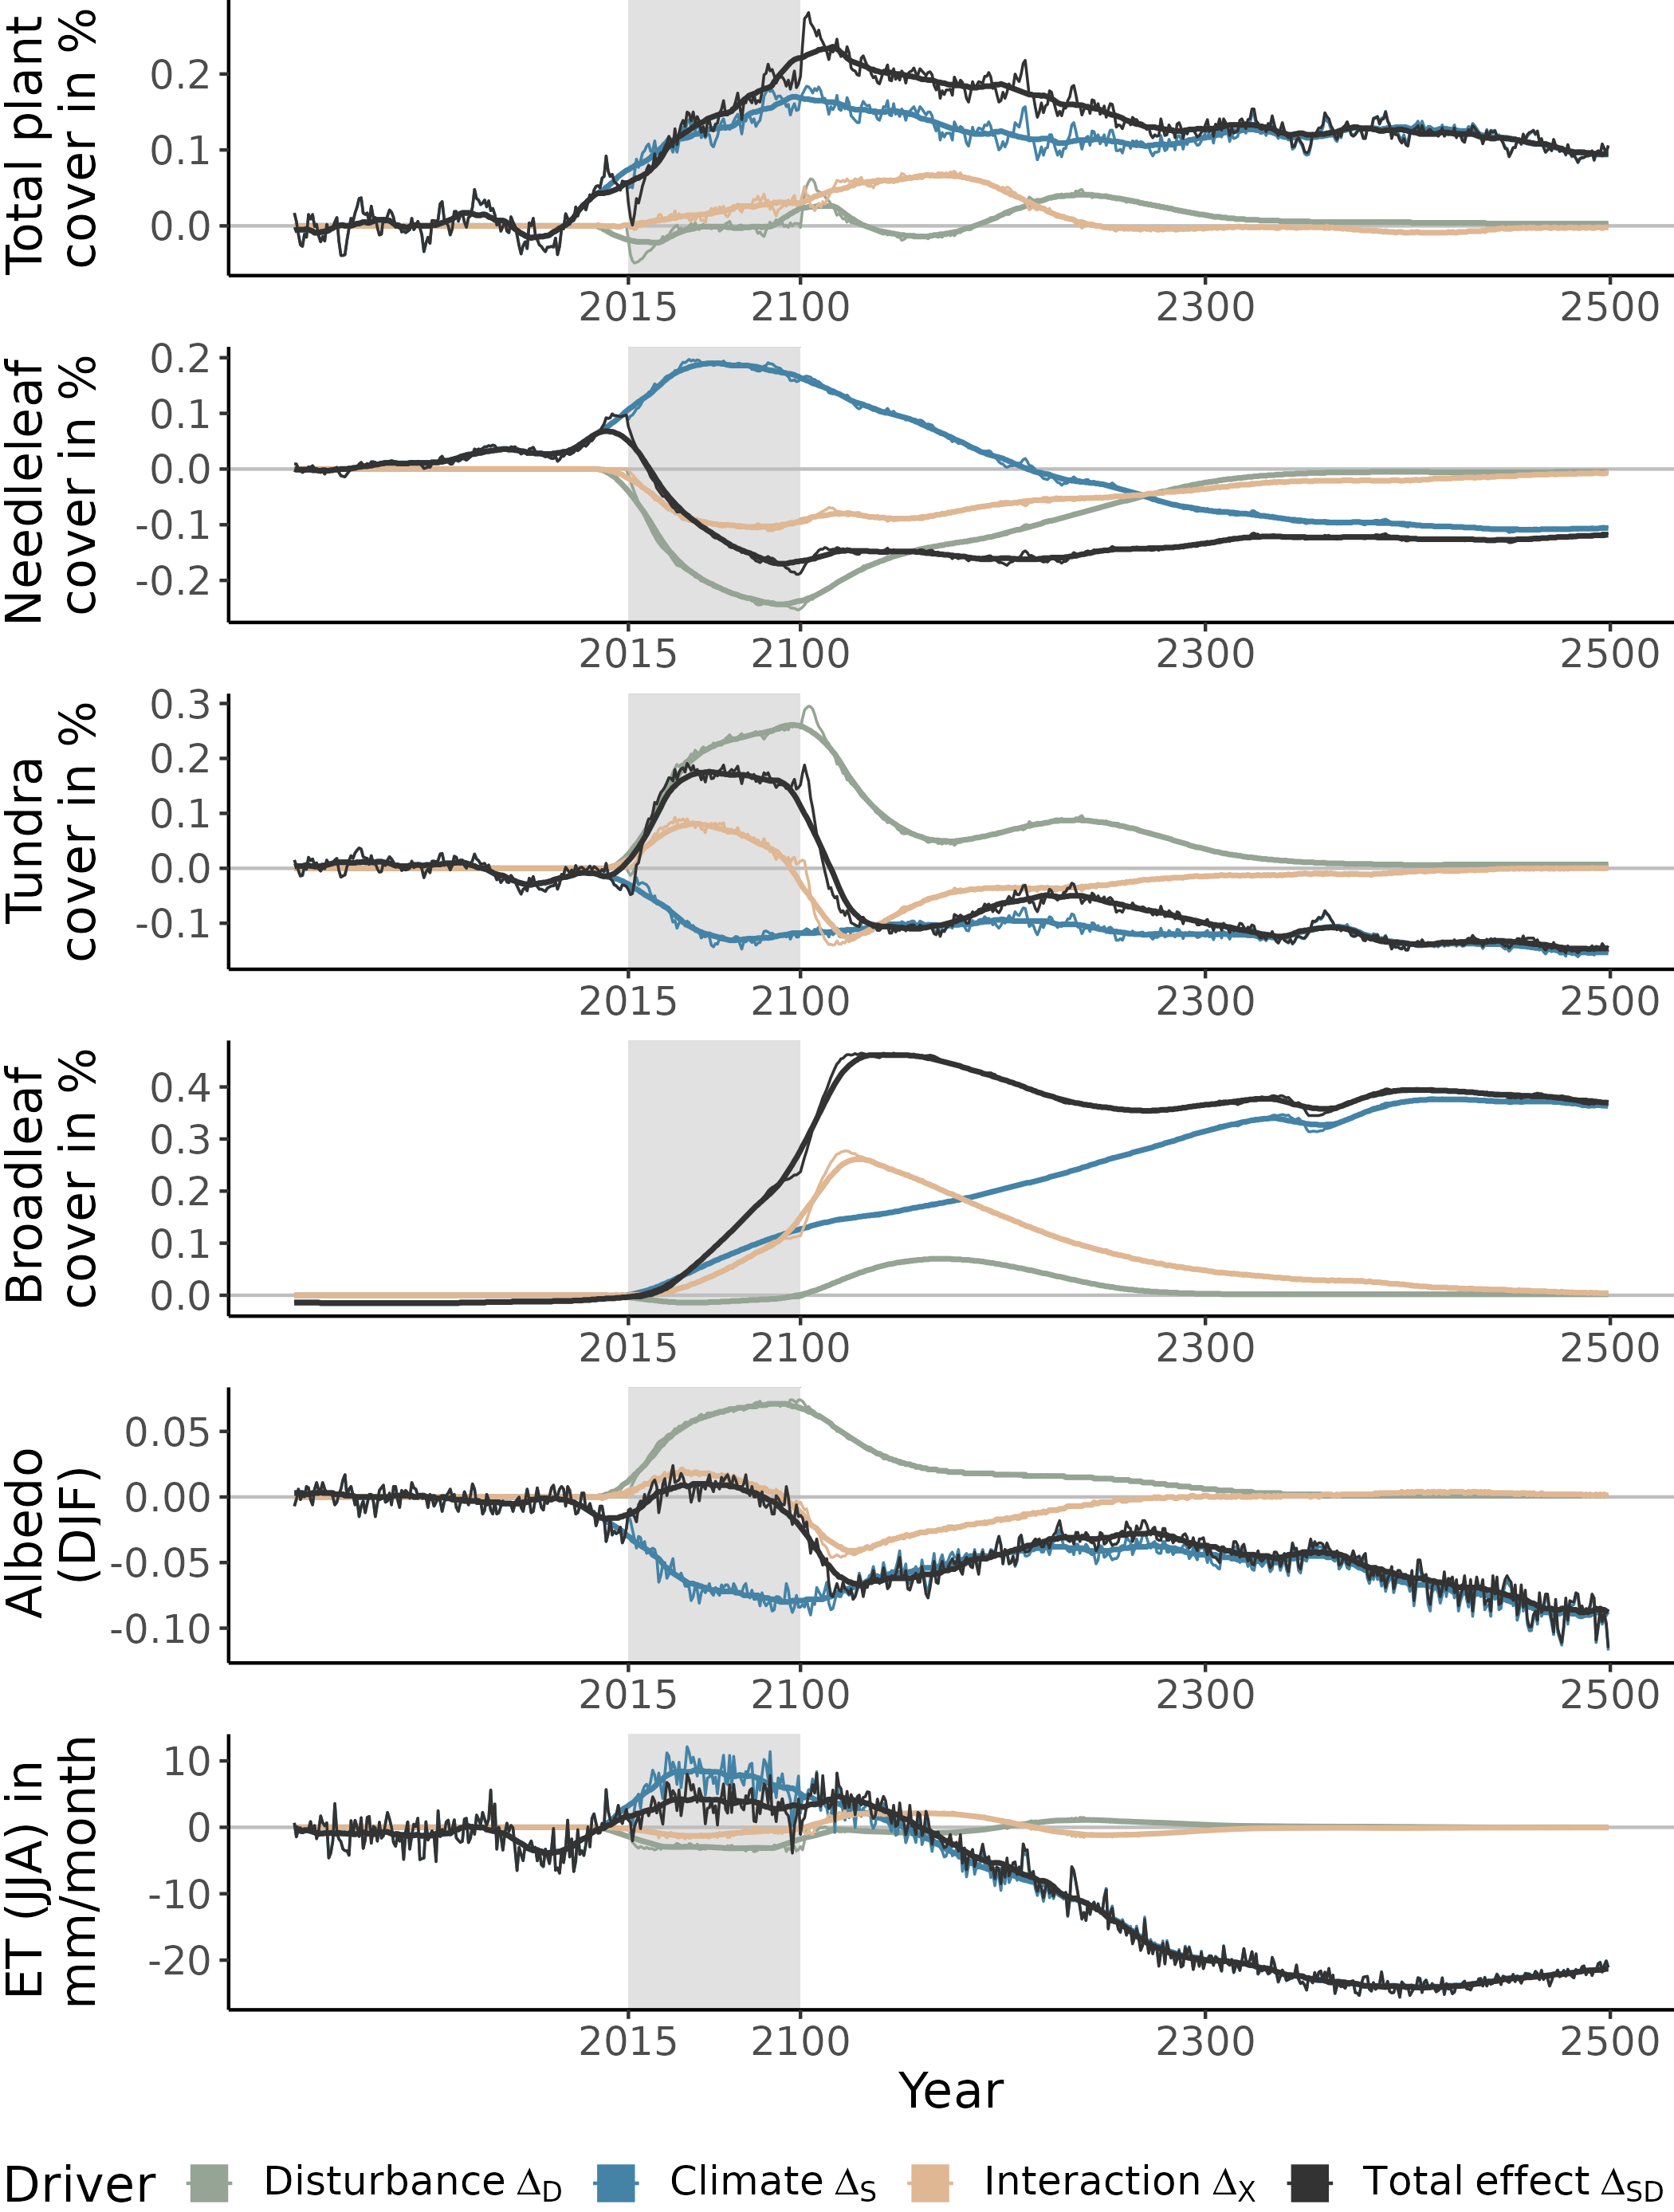 Total plant
cover in %
0.2
0.1
0.0
2015 2100 2300 2500
Needleleaf
cover in %
0.2
0.1
0.0
-0.1
-0.2
2015 2100 2300 2500
Tundra
cover in %
0.3
0.2
0.1
0.0
-0.1
2015 2100 2300 2500
Broadleaf
cover in %
0.4
0.3
0.2
0.1
0.0
2015 2100 2300 2500
Albedo
(DJF)
0.05
0.00
-0.05
-0.10
2015 2100 2300 2500
ET (JJA) in
mm/month
10
0
-10
-20
2015 2100 2300 2500
Year
Driver Disturbance ΔD Climate ΔS Interaction ΔX Total effect ΔSD